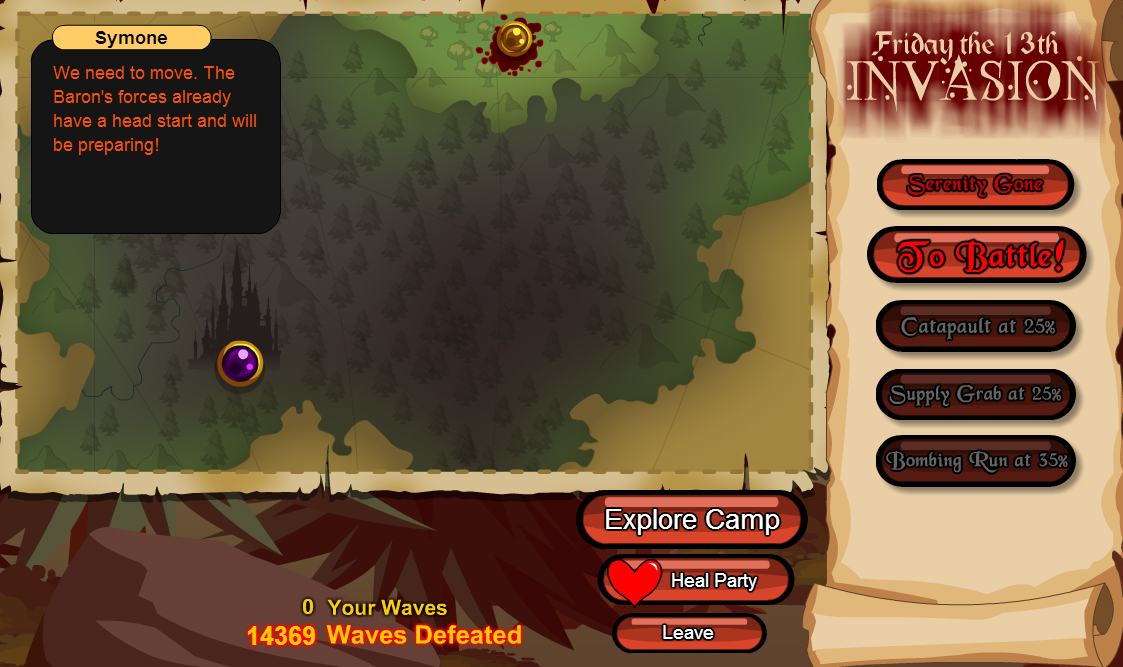 Symone
We need to move. The
Baron's forces already
have a head start and will
be preparing!
Friday the 13th
INVASION
Serenity Gone
To Battle!
Catapault at 25%
Supply Grab at 25%
Bombing Run at 35%
Explore Camp
Heal Party
Leave
0 Your Waves
14369 Waves Defeated